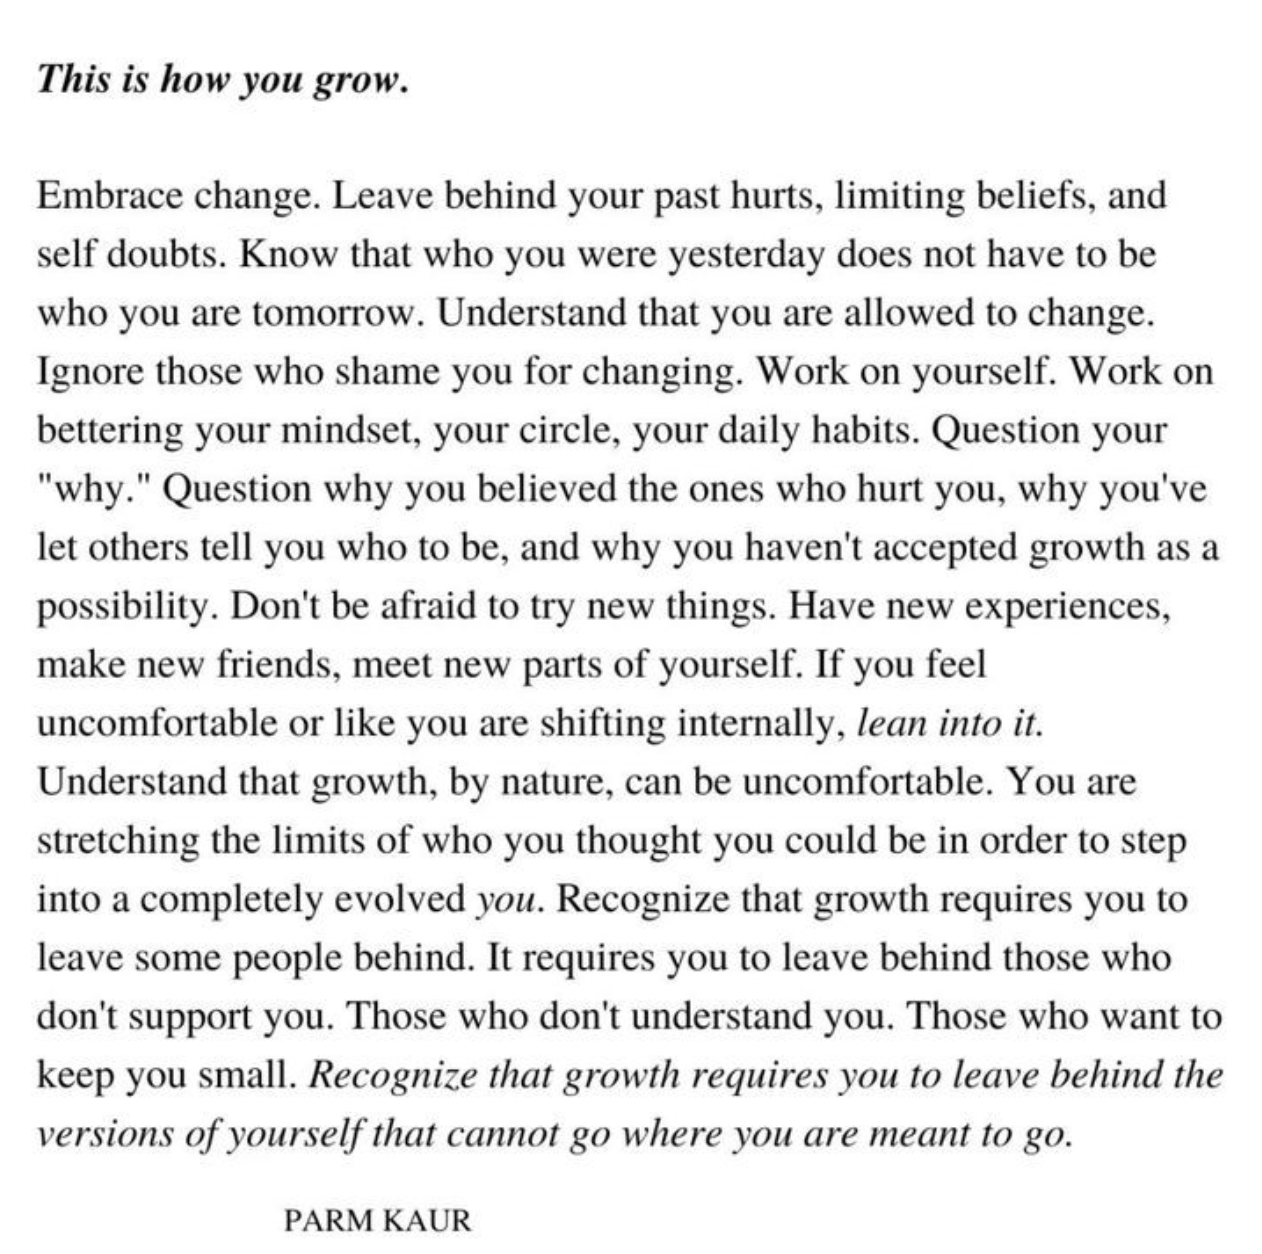 This is how you grow.
Embrace change. Leave behind your past hurts, limiting beliefs, and
self doubts. Know that who you were yesterday does not have to be
who you are tomorrow. Understand that you are allowed to change.
Ignore those who shame you for changing. Work on yourself. Work on
bettering your mindset, your circle, your daily habits. Question your
"why." Question why you believed the ones who hurt you, why you've
let others tell you who to be, and why you haven't accepted growth as a
possibility. Don't be afraid to try new things. Have new experiences,
make new friends, meet new parts of yourself. If you feel
uncomfortable or like you are shifting internally, lean into it.
Understand that growth, by nature, can be uncomfortable. You are
stretching the limits of who you thought you could be in order to step
into a completely evolved you. Recognize that growth requires you to
leave some people behind. It requires you to leave behind those who
don't support you. Those who don't understand you. Those who want to
keep you small. Recognize that growth requires you to leave behind the
versions of yourself that cannot go where you are meant to go.
PARM KAUR